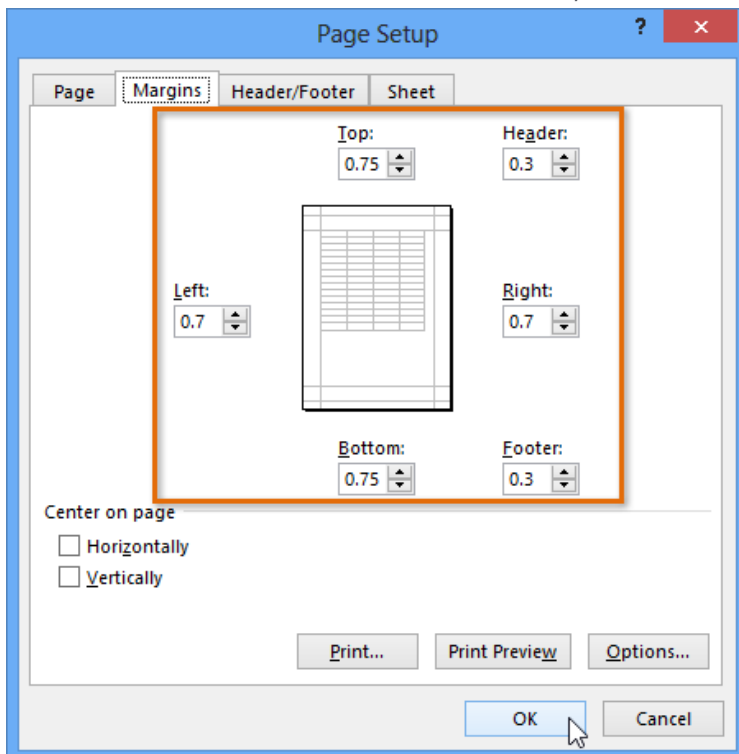 Page Setup ? ×
Page Margins Header/Footer Sheet
Top: Header:
0.75 0.3
Left: Right:
0.7 0.7
Bottom: Footer:
0.75 0.3
Center on page
Horizontally
Vertically
Print... Print Preview Options...
OK Cancel